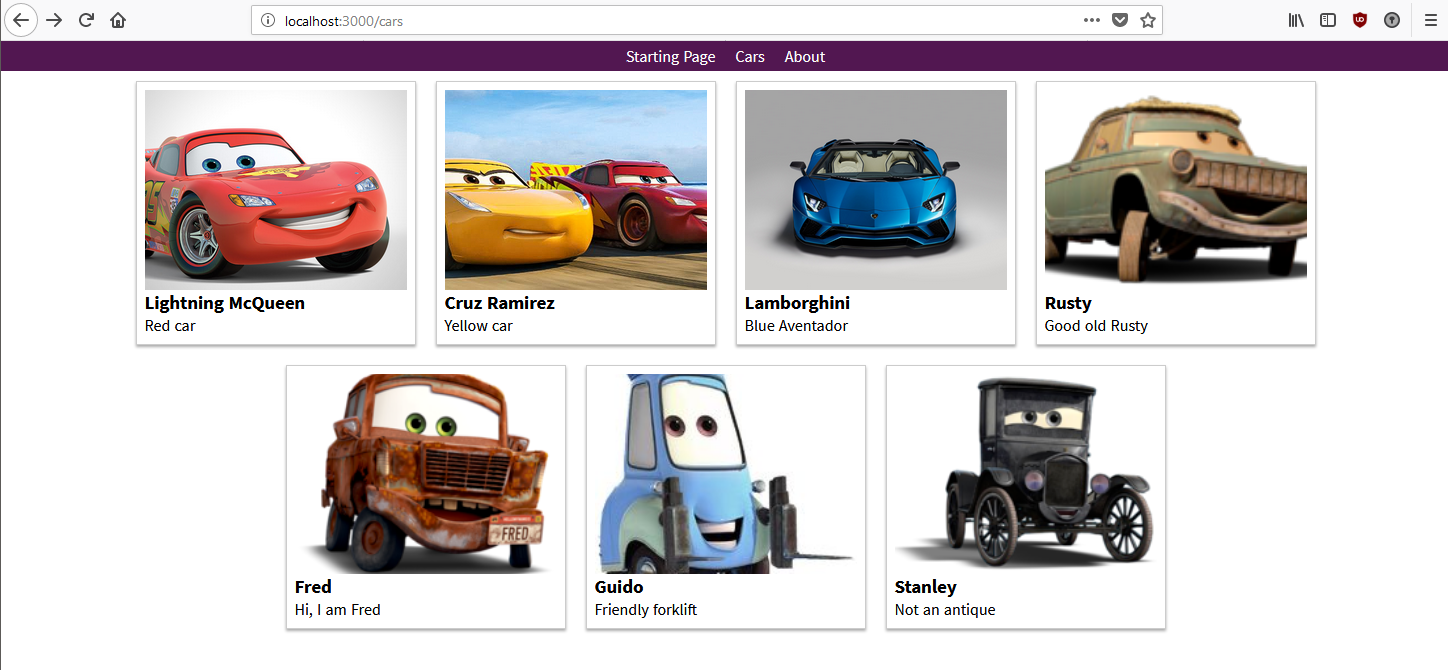 localhost:3000/cars
Starting Page Cars About
Lightning McQueen
Red car
Cruz Ramirez
Yellow car
Lamborghini
Blue Aventador
Rusty
Good old Rusty
FRED
Fred
Hi, I am Fred
Guido
Friendly forklift
Stanley
Not an antique